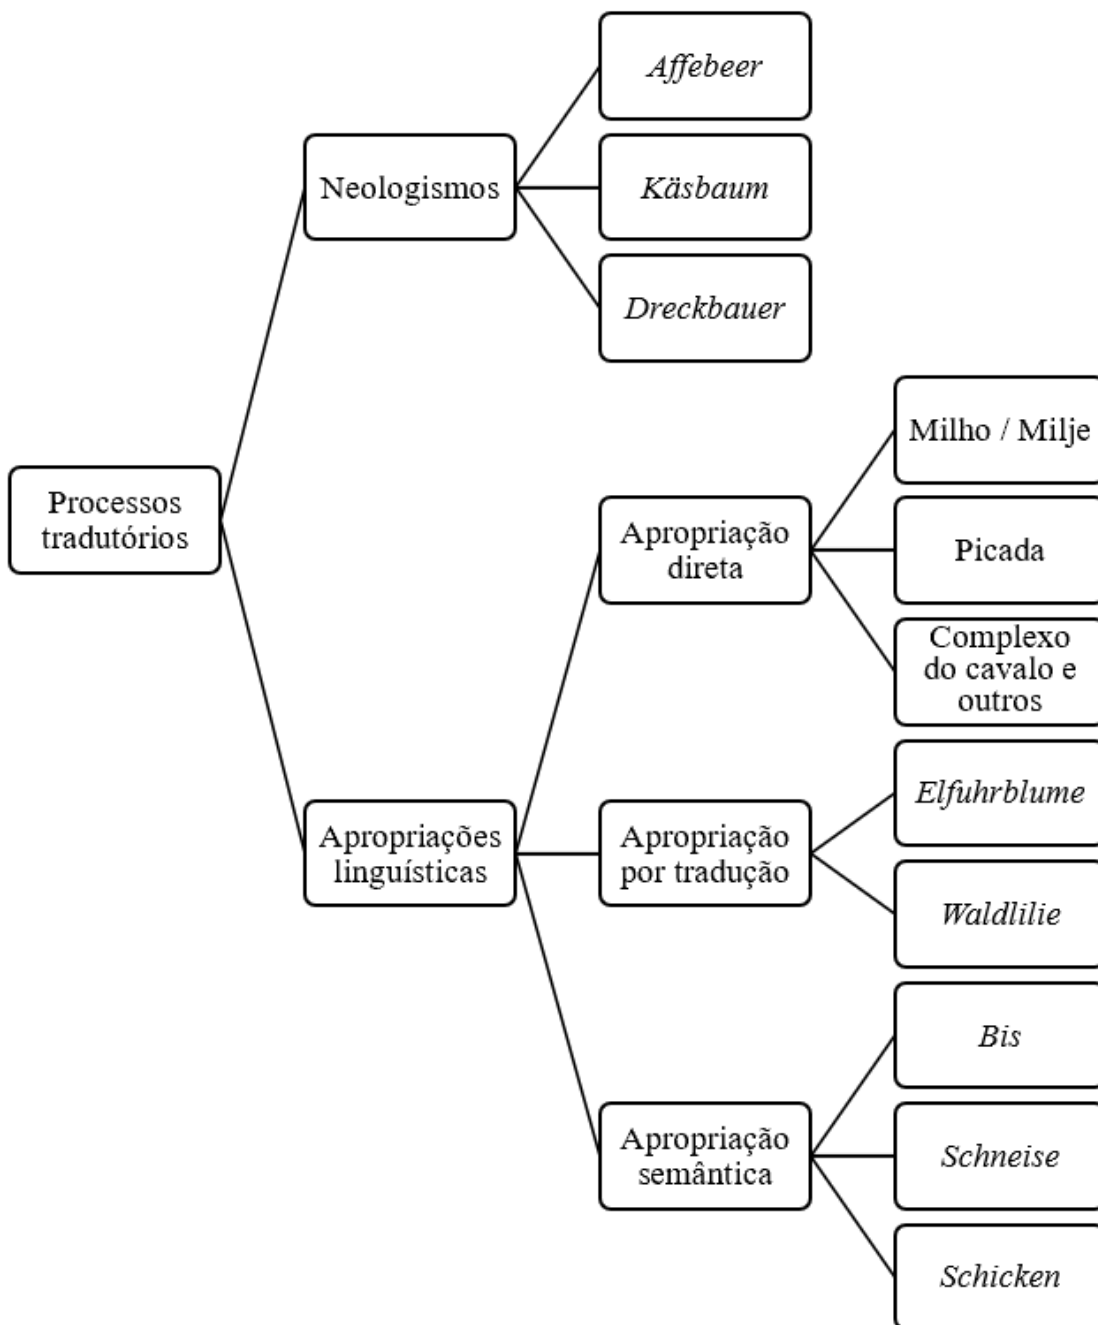 Affebeer
Neologismos
Käsbaum
Dreckbauer
Processos
tradutórios
Apropriação
direta
Milho / Milje
Picada
Complexo
do cavalo e
outros
Apropriações
linguísticas
Apropriação
por tradução
Elfuhrblume
Waldlilie
Apropriação
semântica
Bis
Schneise
Schicken